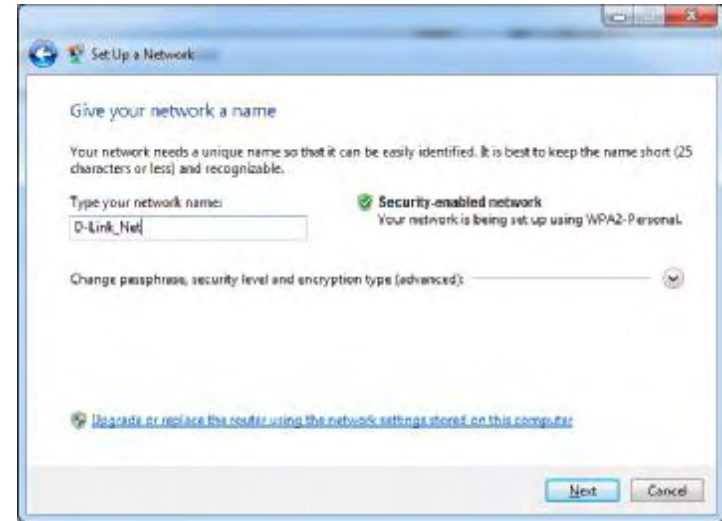 Set Up a Network
Give your network a name
Your network needs a unique name so that it can be easily identified. It is best to keep the name short (25
characters or less) and recognizable.
Type your network name:
Security-enabled network
Your network is being set up using WPA2-Personal.
D-Link_Net
Change passphrase, security level and encryption type (advanced):
Upgrade or replace the router using the network settings stored on this computer
Next
Cancel